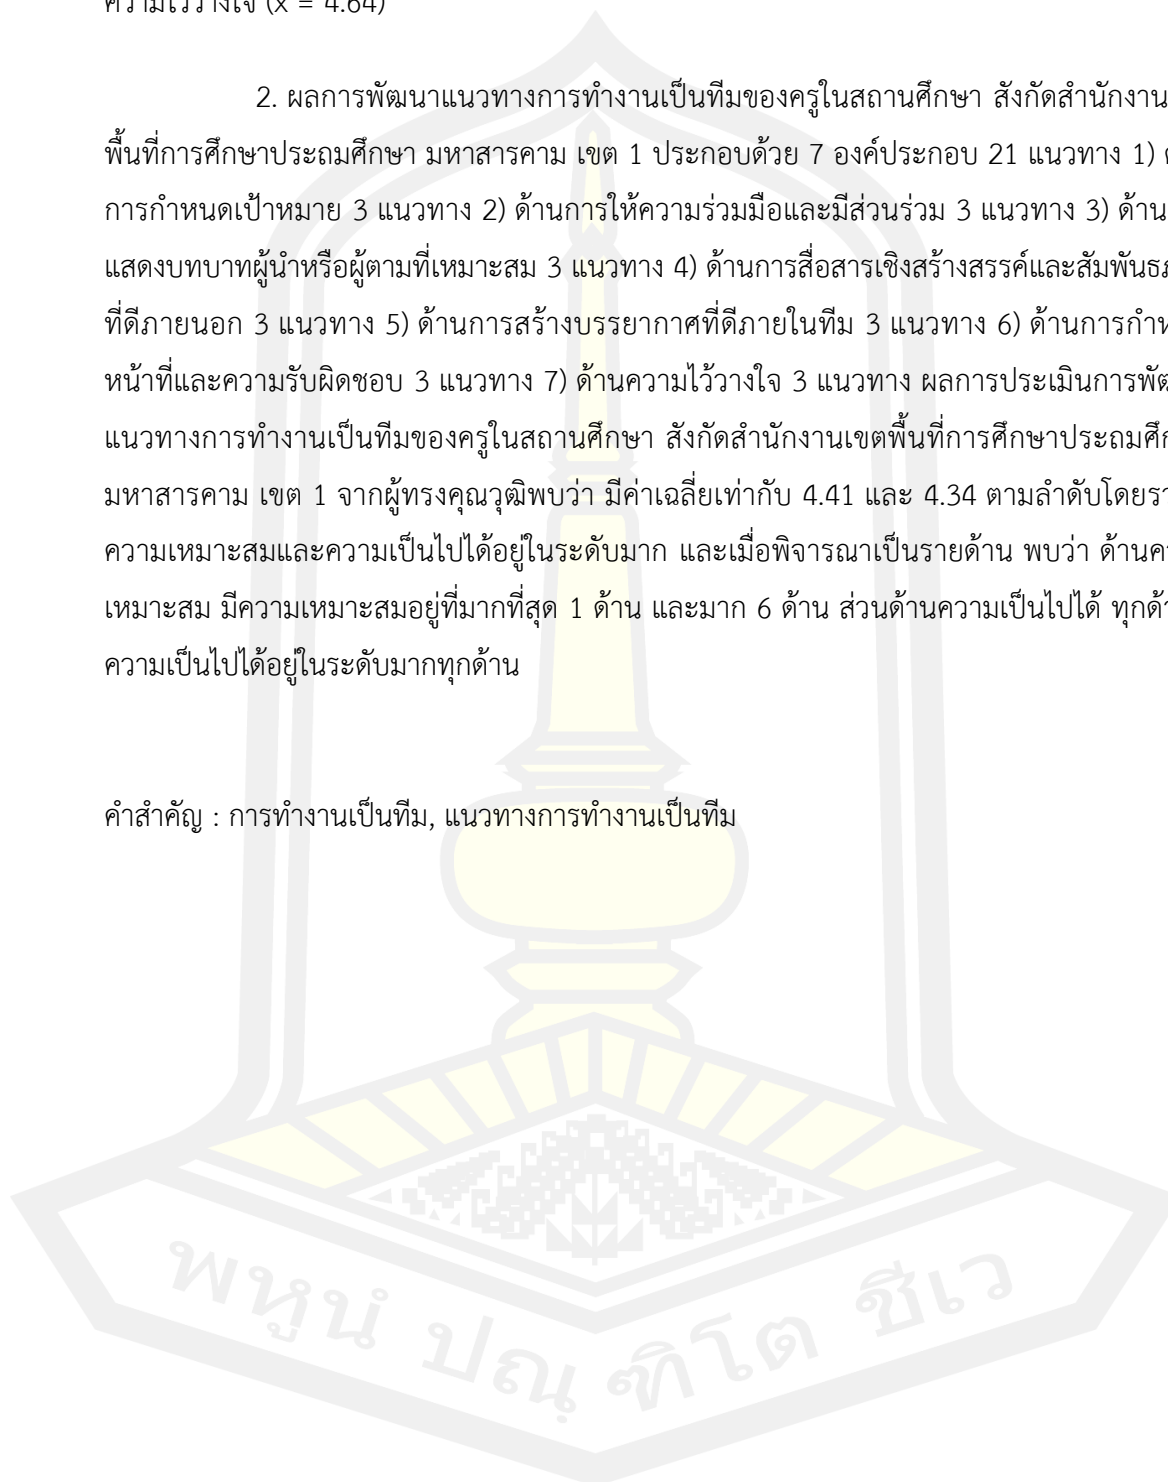 ความไว้วางใจ (x = 4.64)
2. ผลการพัฒนาแนวทางการทำงานเป็นทีมของครูในสถานศึกษา สังกัดสำนักงาน
พื้นที่การศึกษาประถมศึกษา มหาสารคาม เขต 1 ประกอบด้วย 7 องค์ประกอบ 21 แนวทาง 1)
การกำหนดเป้าหมาย 3 แนวทาง 2) ด้านการให้ความร่วมมือและมีส่วนร่วม 3 แนวทาง 3) ด้าน
แสดงบทบาทผู้นำหรือผู้ตามที่เหมาะสม 3 แนวทาง 4) ด้านการสื่อสารเชิงสร้างสรรค์และสัมพันธภ
ที่ดีภายนอก 3 แนวทาง 5) ด้านการสร้างบรรยากาศที่ดีภายในทีม 3 แนวทาง 6) ด้านการกำห
หน้าที่และความรับผิดชอบ 3 แนวทาง 7) ด้านความไว้วางใจ 3 แนวทาง ผลการประเมินการพัฒ
แนวทางการทำงานเป็นทีมของครูในสถานศึกษา สังกัดสำนักงานเขตพื้นที่การศึกษาประถมศึก
มหาสารคาม เขต 1 จากผู้ทรงคุณวุฒิพบว่า มีค่าเฉลี่ยเท่ากับ 4.41 และ 4.34 ตามลำดับโดยรว
ความเหมาะสมและความเป็นไปได้อยู่ในระดับมาก และเมื่อพิจารณาเป็นรายด้าน พบว่า ด้านคว
เหมาะสม มีความเหมาะสมอยู่ที่มากที่สุด 1 ด้าน และมาก 6 ด้าน ส่วนด้านความเป็นไปได้ ทุกด้า
ความเป็นไปได้อยู่ในระดับมากทุกด้าน
คำสำคัญ : การทำงานเป็นทีม, แนวทางการทำงานเป็นทีม
พหูนํ ปณฺฑิโต ชีเว